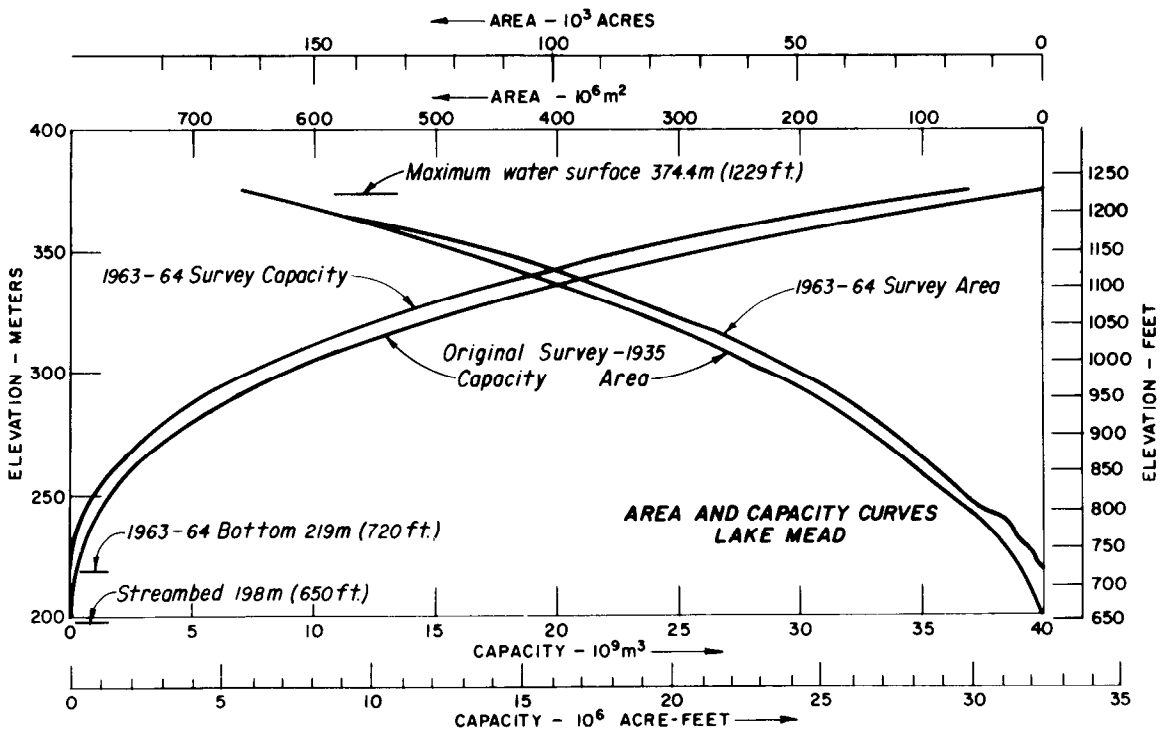 AREA - 10³ ACRES
150 100 50 0
AREA - 10⁶ m²
700 600 500 400 300 200 100 0
400
350
300
250
200
ELEVATION - METERS
Maximum water surface 374.4m (1229 ft.)
1963-64 Survey Capacity
1963-64 Survey Area
Original Survey-1935
Capacity Area
AREA AND CAPACITY CURVES
LAKE MEAD
1963-64 Bottom 219m (720 ft.)
Streambed 198m (650 ft.)
1250
1200
1150
1100
1050
1000
950
900
850
800
750
700
650
ELEVATION - FEET
0 5 10 15 20 25 30 35 40
CAPACITY - 10⁹ m³
0 5 10 15 20 25 30 35
CAPACITY - 10⁶ ACRE-FEET